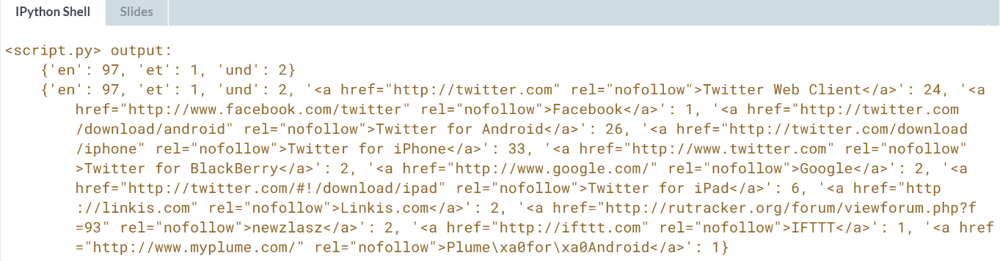 IPython Shell Slides
<script.py> output:
{'en': 97, 'et': 1, 'und': 2}
{'en': 97, 'et': 1, 'und': 2, '<a href="http://twitter.com" rel="nofollow">Twitter Web Client</a>': 24, '<a
href="http://www.facebook.com/twitter" rel="nofollow">Facebook</a>': 1, '<a href="http://twitter.com
/download/android" rel="nofollow">Twitter for Android</a>': 26, '<a href="http://twitter.com/download
/iphone" rel="nofollow">Twitter for iPhone</a>': 33, '<a href="http://www.twitter.com" rel="nofollow"
>Twitter for BlackBerry</a>': 2, '<a href="http://www.google.com/" rel="nofollow">Google</a>': 2, '<a
href="http://twitter.com/#!/download/ipad" rel="nofollow">Twitter for iPad</a>': 6, '<a href="http
://linkis.com" rel="nofollow">Linkis.com</a>': 2, '<a href="http://rutracker.org/forum/viewforum.php?f
=93" rel="nofollow">newzlasz</a>': 2, '<a href="http://ifttt.com" rel="nofollow">IFTTT</a>': 1, '<a href
="http://www.myplume.com/" rel="nofollow">Plume\xa0for\xa0Android</a>': 1}